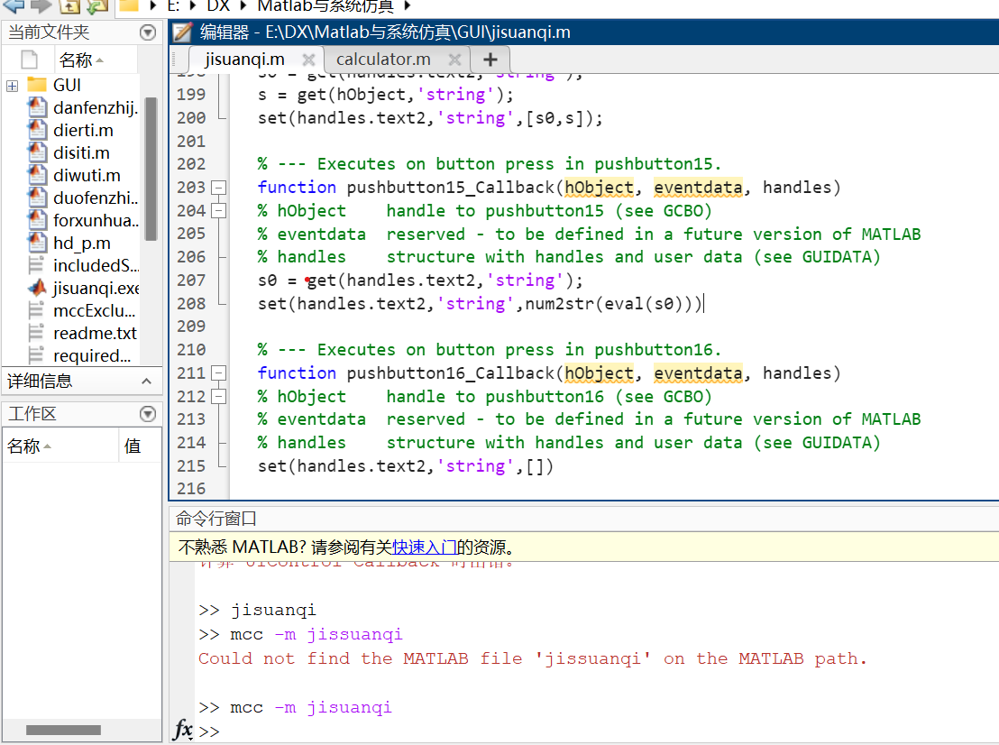 E: DX Matlab与系统仿真
当前文件夹
名称
GUI
danfenzhij.
dierti.m
disiti.m
diwuti.m
duofenzhi...
forxunhua...
hd_p.m
includedS...
jisuanqi.exe
mccExclu...
readme.txt
required...
详细信息
工作区
名称 值
编辑器 - E:\DX\Matlab与系统仿真\GUI\jisuanqi.m
jisuanqi.m calculator.m
198 s0 = get(handles.text2,'string');
199 s = get(hObject,'string');
200 set(handles.text2,'string',[s0,s]);
201
202 % --- Executes on button press in pushbutton15.
203 function pushbutton15_Callback(hObject, eventdata, handles)
204 % hObject    handle to pushbutton15 (see GCBO)
205 % eventdata  reserved - to be defined in a future version of MATLAB
206 % handles    structure with handles and user data (see GUIDATA)
207 s0 = get(handles.text2,'string');
208 set(handles.text2,'string',num2str(eval(s0)))
209
210 % --- Executes on button press in pushbutton16.
211 function pushbutton16_Callback(hObject, eventdata, handles)
212 % hObject    handle to pushbutton16 (see GCBO)
213 % eventdata  reserved - to be defined in a future version of MATLAB
214 % handles    structure with handles and user data (see GUIDATA)
215 set(handles.text2,'string',[])
216
命令行窗口
不熟悉 MATLAB? 请参阅有关快速入门的资源。
计算 UIControl Callback 时出错。
>> jisuanqi
>> mcc -m jissuanqi
Could not find the MATLAB file 'jissuanqi' on the MATLAB path.
>> mcc -m jisuanqi
fx >>